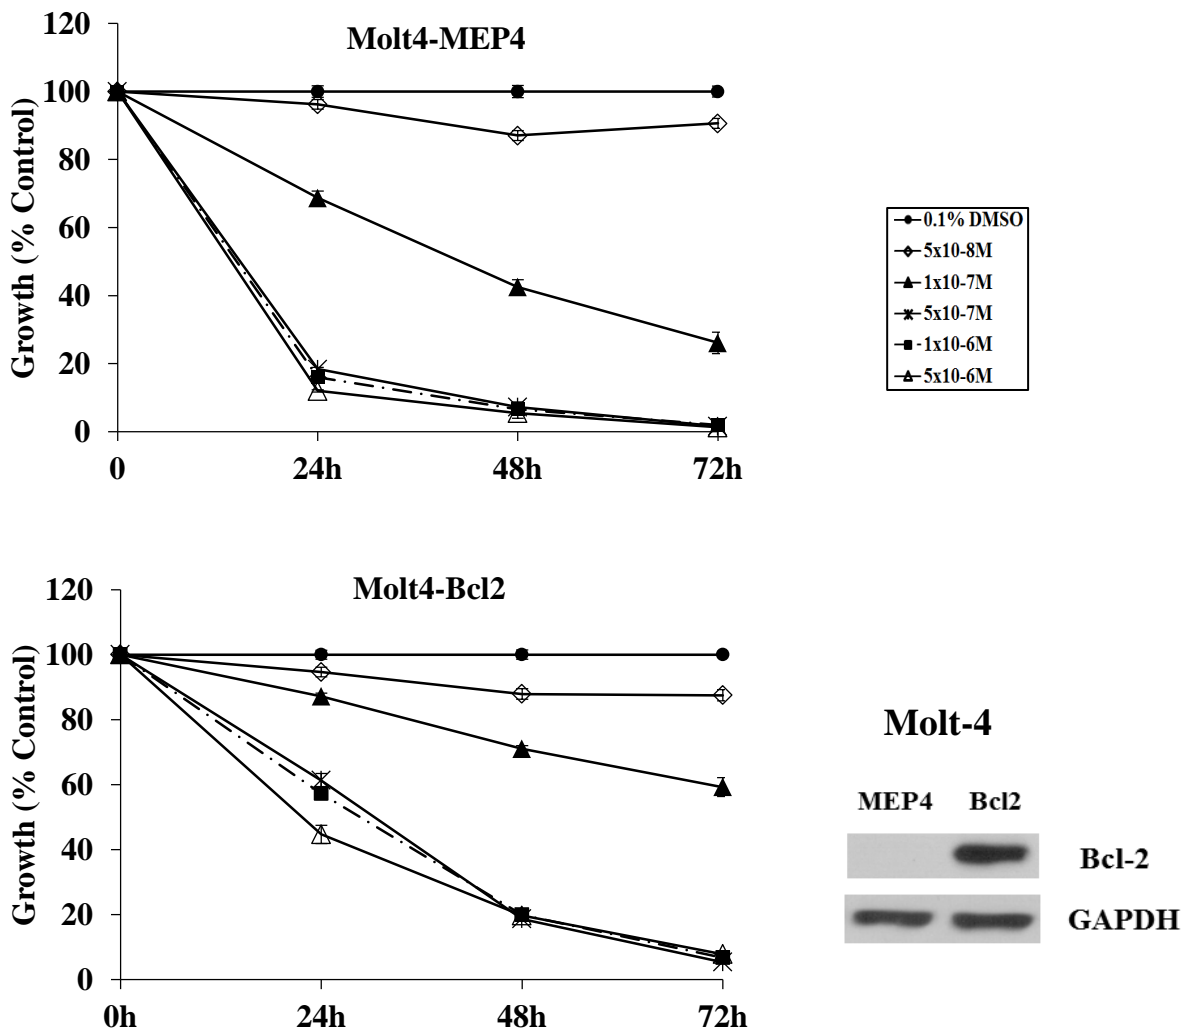 Molt4-MEP4
Growth (% Control)
120
100
80
60
40
20
0
0 24h 48h 72h
0.1% DMSO
5x10-8M
1x10-7M
5x10-7M
1x10-6M
5x10-6M
Molt4-Bcl2
Growth (% Control)
120
100
80
60
40
20
0
0h 24h 48h 72h
Molt-4
MEP4 Bcl2
Bcl-2
GAPDH